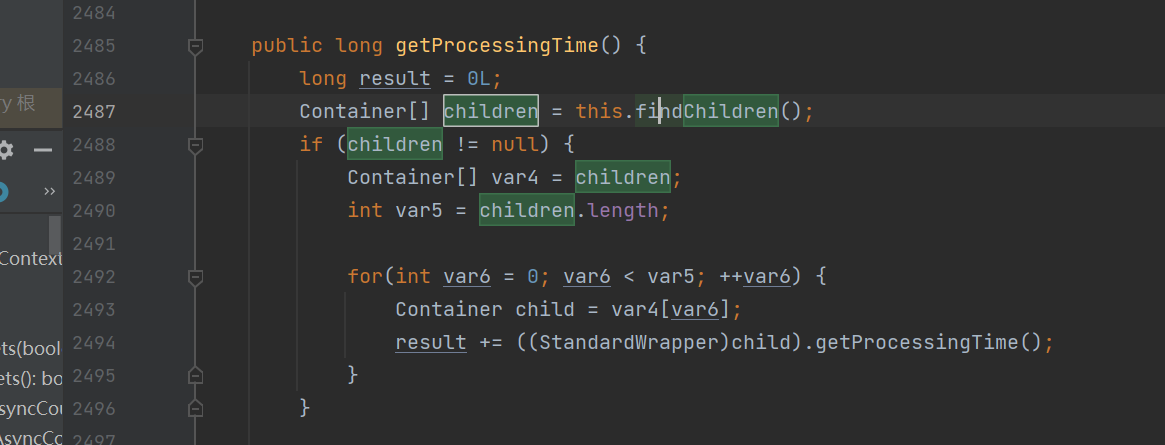 2484
2485 public long getProcessingTime() {
2486 long result = 0L;
ry 根
2487 Container[] children = this.findChildren();
2488 if (children != null) {
2489 Container[] var4 = children;
2490 int var5 = children.length;
2491
Context
2492 for(int var6 = 0; var6 < var5; ++var6) {
2493 Container child = var4[var6];
ets(bool
2494 result += ((StandardWrapper)child).getProcessingTime();
ets(): bo
2495 }
syncCou
2496 }
AsyncCo
2497